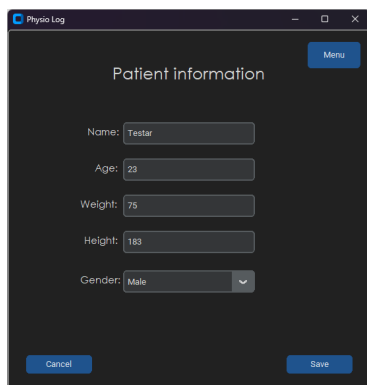 Physio Log
Menu
Patient information
Name: Testar
Age: 23
Weight: 75
Height: 183
Gender: Male
Cancel Save